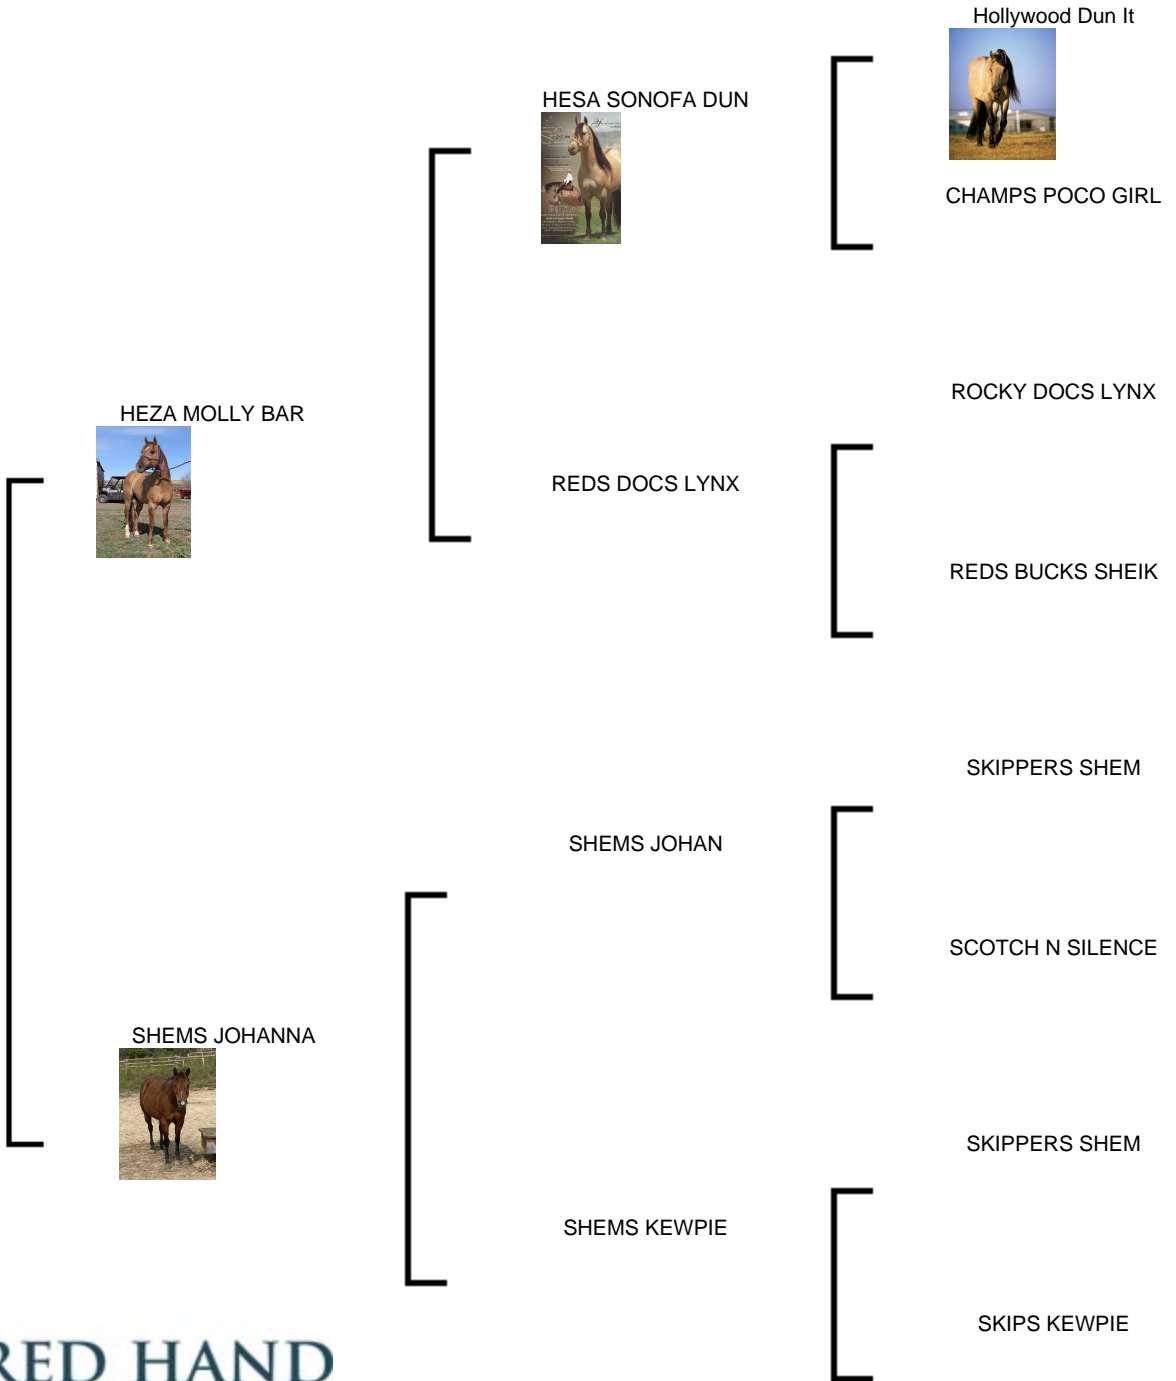 Hollywood Dun It
HESA SONOFA DUN
CHAMPS POCO GIRL
ROCKY DOCS LYNX
HEZA MOLLY BAR
REDS DOCS LYNX
REDS BUCKS SHEIK
SKIPPERS SHEM
SHEMS JOHAN
SCOTCH N SILENCE
SHEMS JOHANNA
SKIPPERS SHEM
SHEMS KEWPIE
SKIPS KEWPIE
RED HAND